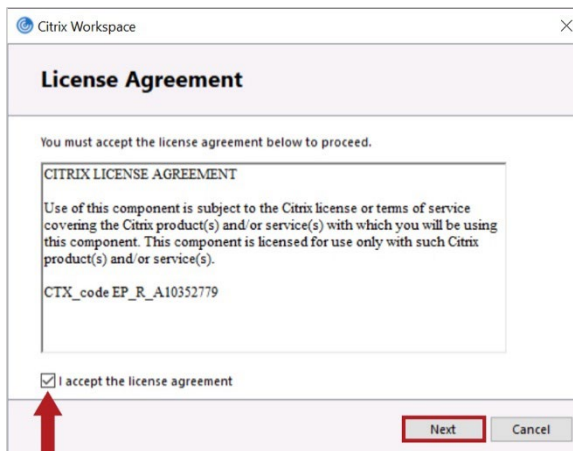 Citrix Workspace
License Agreement
You must accept the license agreement below to proceed.
CITRIX LICENSE AGREEMENT
Use of this component is subject to the Citrix license or terms of service
covering the Citrix product(s) and/or service(s) with which you will be using
this component. This component is licensed for use only with such Citrix
product(s) and/or service(s).
CTX_code EP_R_A10352779
I accept the license agreement
Next Cancel